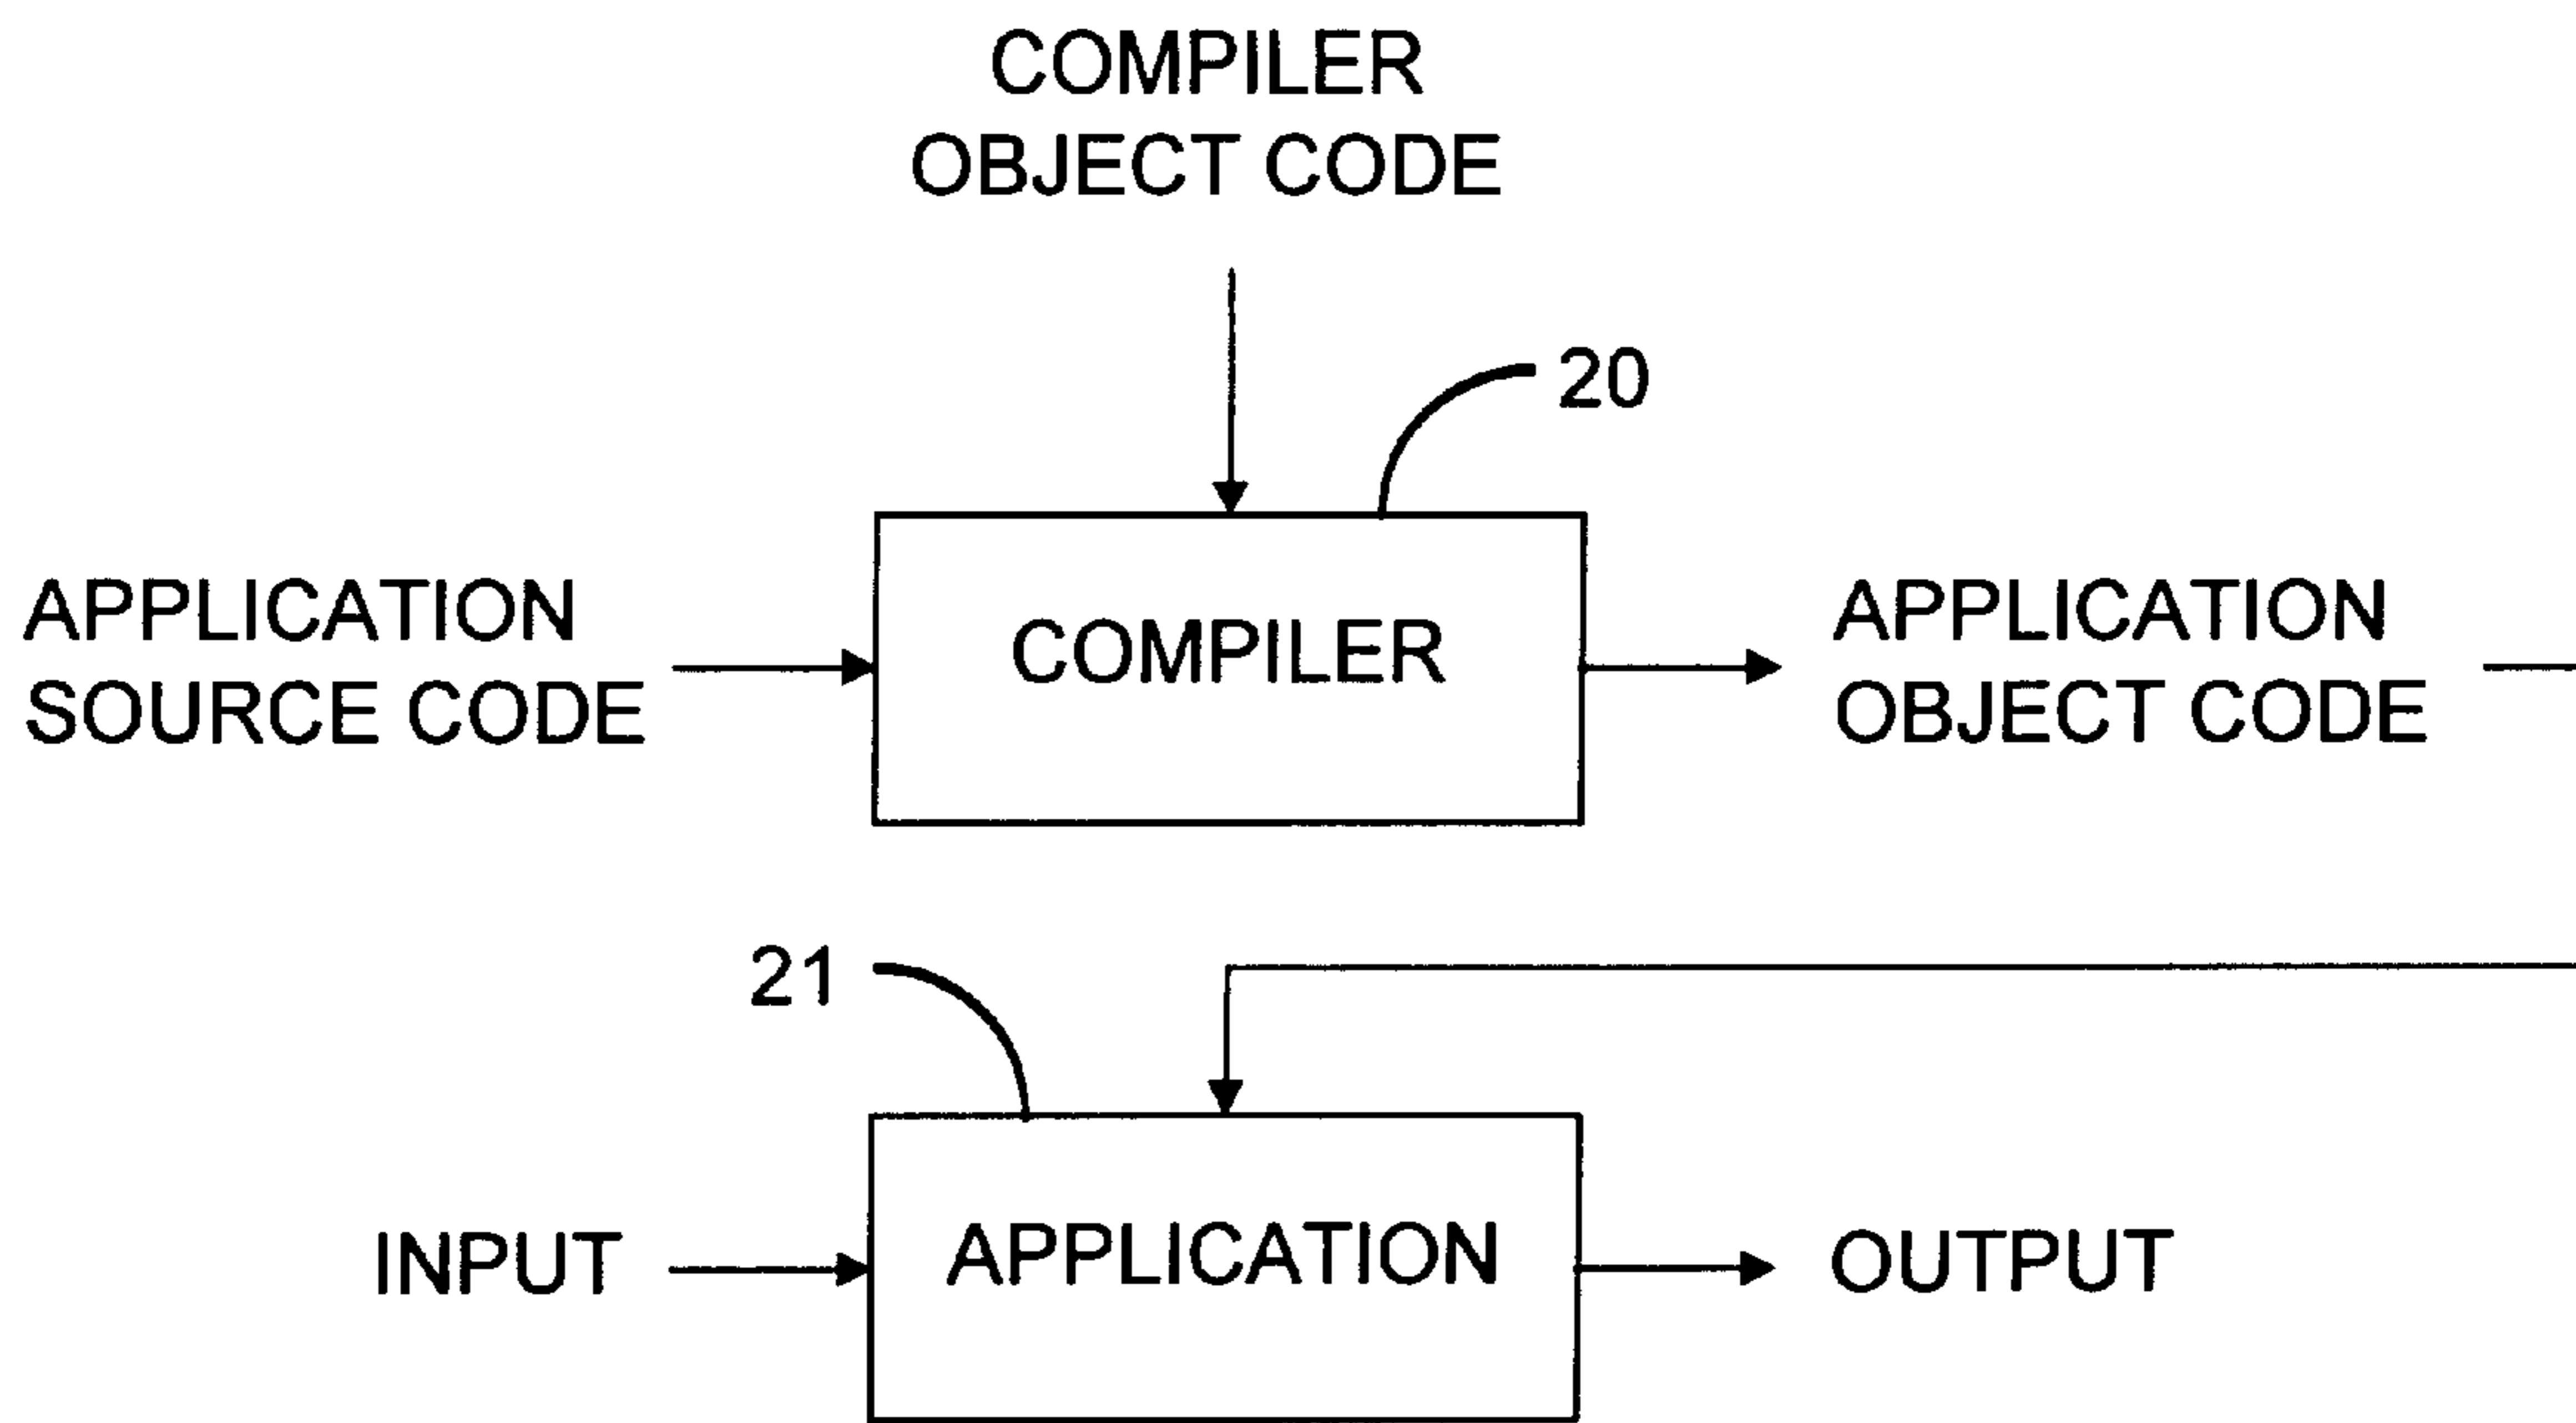 COMPILER
OBJECT CODE
20
APPLICATION
SOURCE CODE
COMPILER
APPLICATION
OBJECT CODE
21
INPUT
APPLICATION
OUTPUT